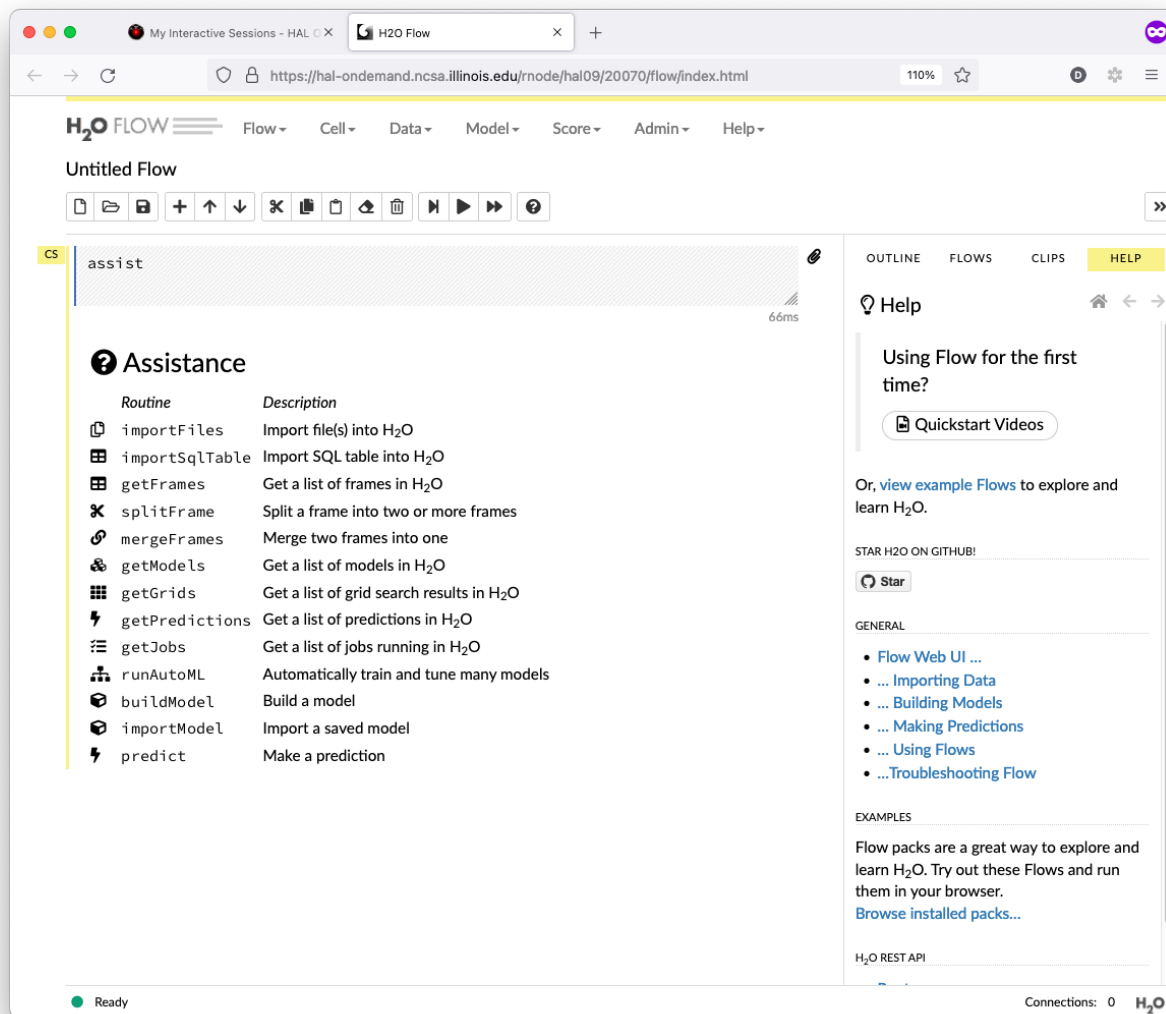 My Interactive Sessions - HAL O
H2O Flow
https://hal-ondemand.ncsa.illinois.edu/rnode/hal09/20070/flow/index.html
110%
D
H2O FLOW
Flow
Cell
Data
Model
Score
Admin
Help
Untitled Flow
CS
assist
66ms
Assistance
Routine Description
importFiles Import file(s) into H2O
importSqlTable Import SQL table into H2O
getFrames Get a list of frames in H2O
splitFrame Split a frame into two or more frames
mergeFrames Merge two frames into one
getModels Get a list of models in H2O
getGrids Get a list of grid search results in H2O
getPredictions Get a list of predictions in H2O
getJobs Get a list of jobs running in H2O
runAutoML Automatically train and tune many models
buildModel Build a model
importModel Import a saved model
predict Make a prediction
OUTLINE FLOWS CLIPS HELP
Help
Using Flow for the first
time?
Quickstart Videos
Or, view example Flows to explore and
learn H2O.
STAR H2O ON GITHUB!
Star
GENERAL
• Flow Web UI ...
• ... Importing Data
• ... Building Models
• ... Making Predictions
• ... Using Flows
• ...Troubleshooting Flow
EXAMPLES
Flow packs are a great way to explore and
learn H2O. Try out these Flows and run
them in your browser.
Browse installed packs...
H2O REST API
Ready
Connections: 0 H2O